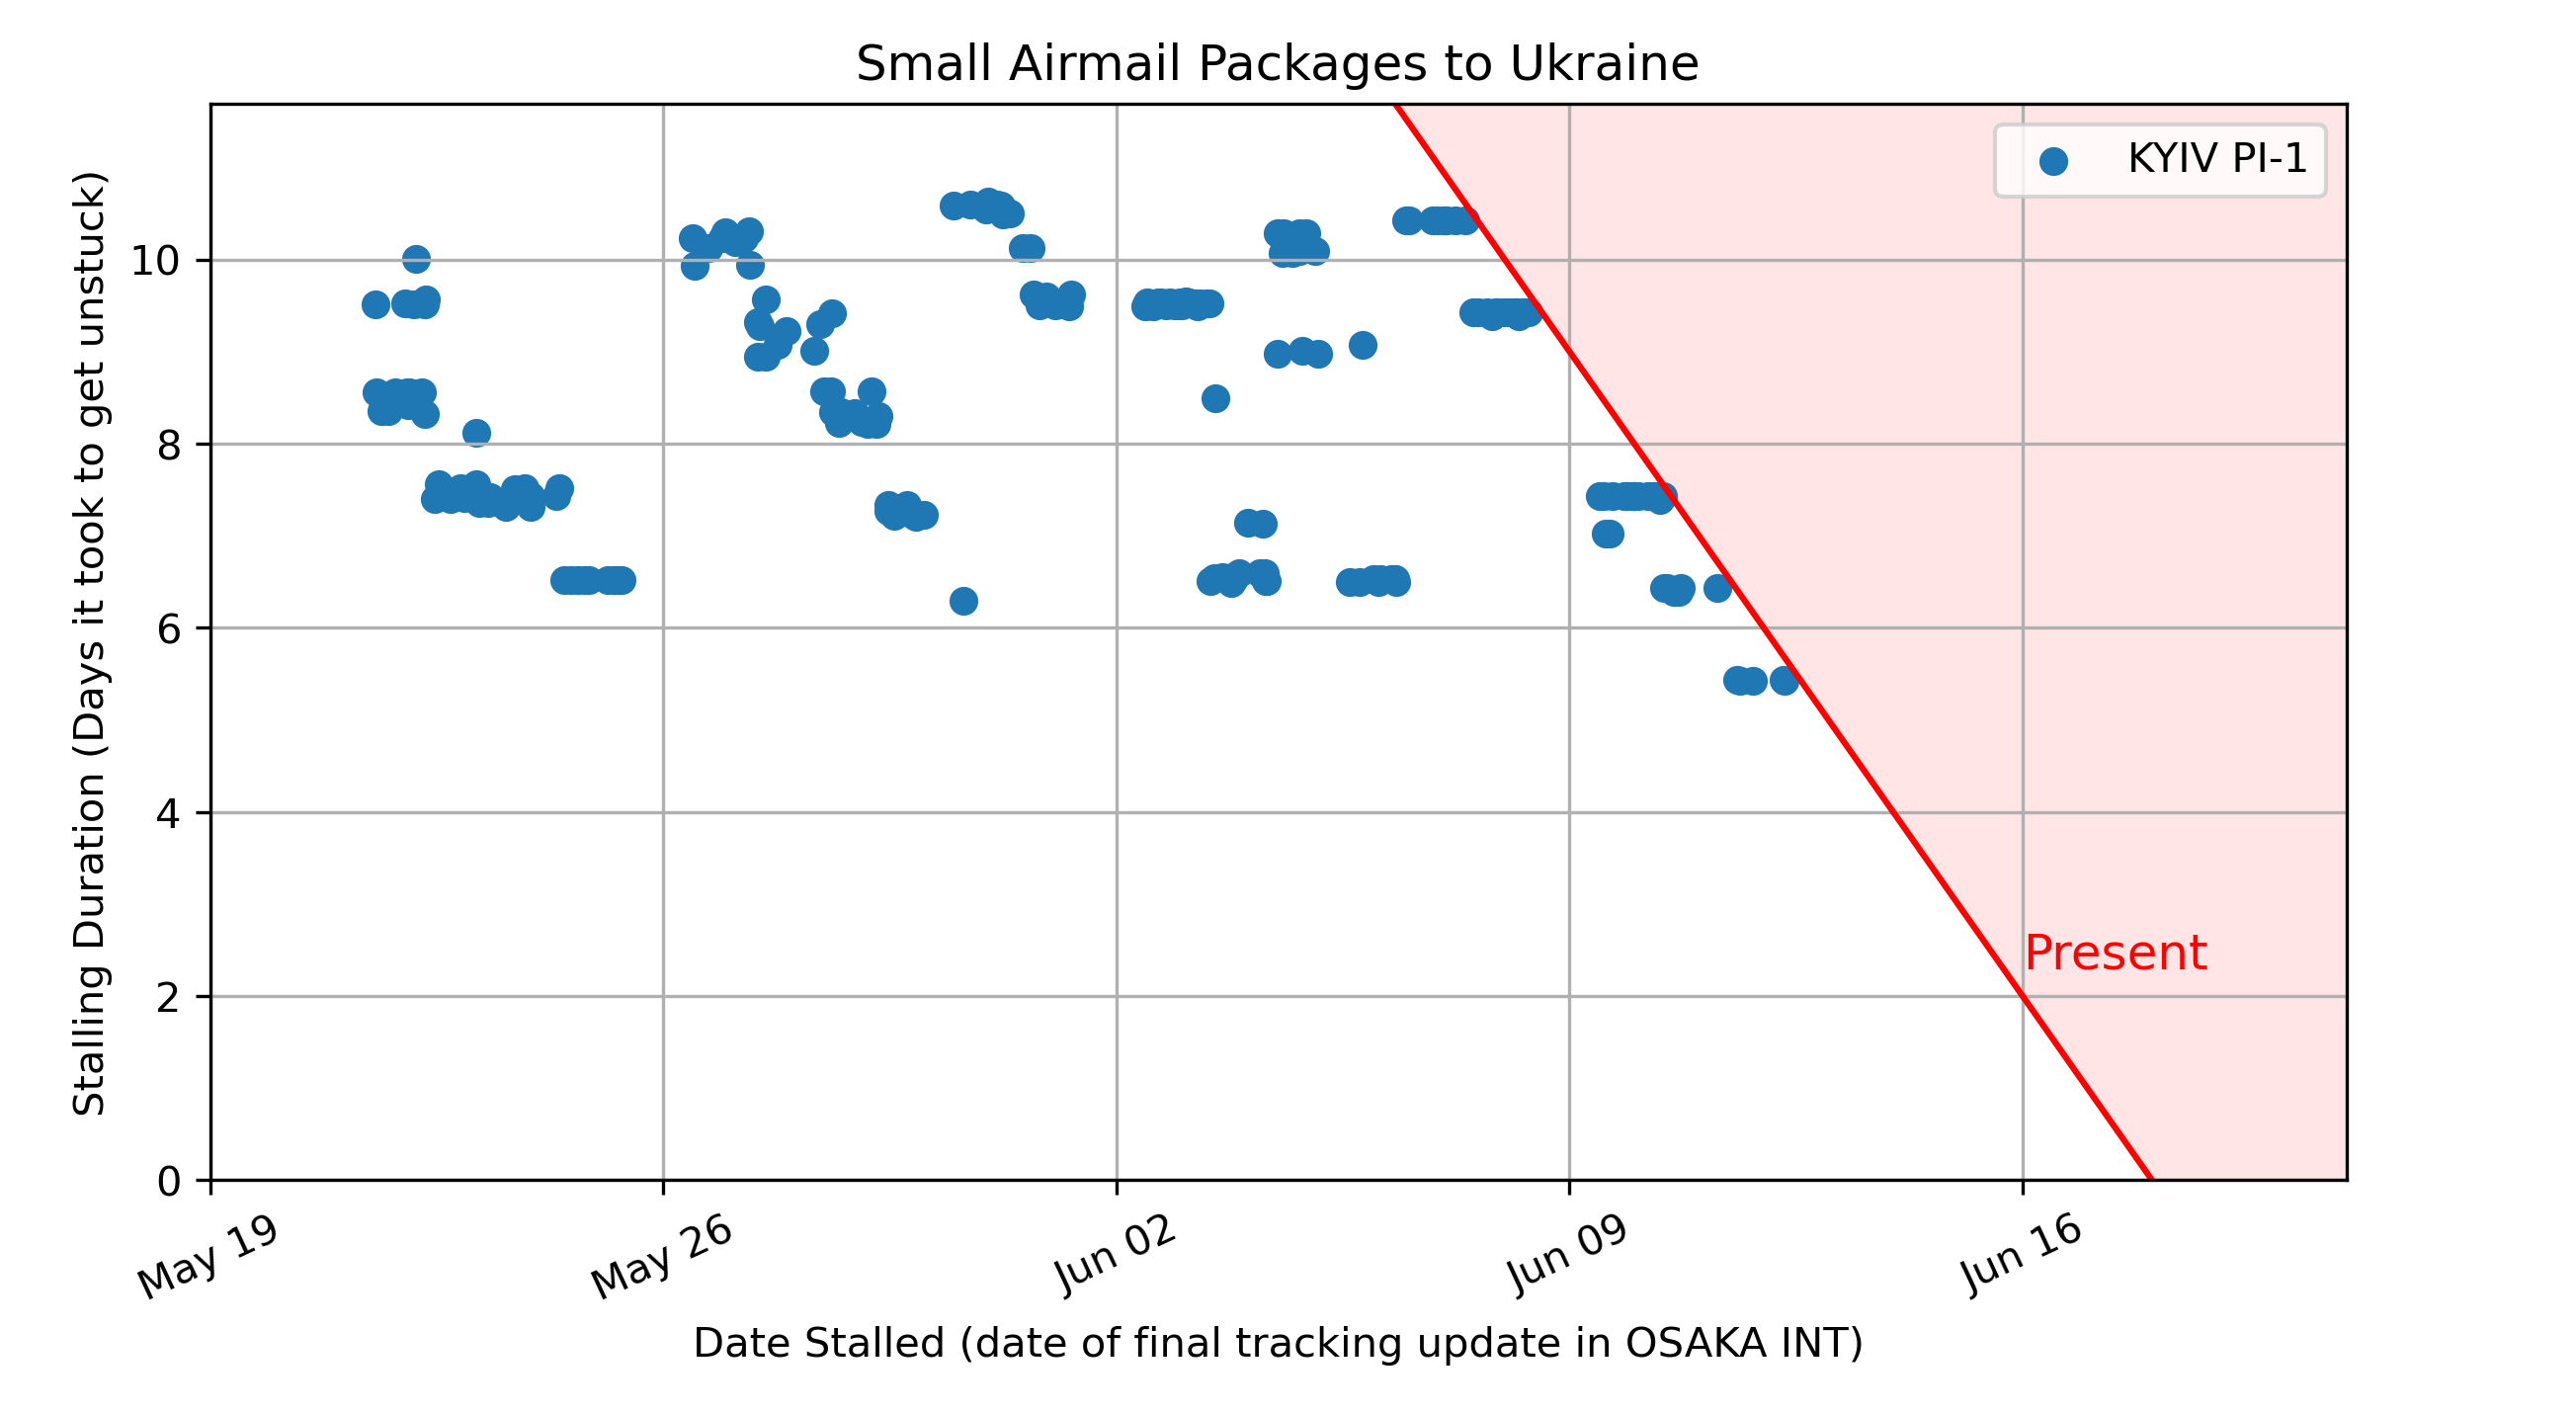 Small Airmail Packages to Ukraine
KYIV PI-1
Stalling Duration (Days it took to get unstuck)
10
8
6
4
2
0
Present
May 19
May 26
Jun 02
Jun 09
Jun 16
Date Stalled (date of final tracking update in OSAKA INT)